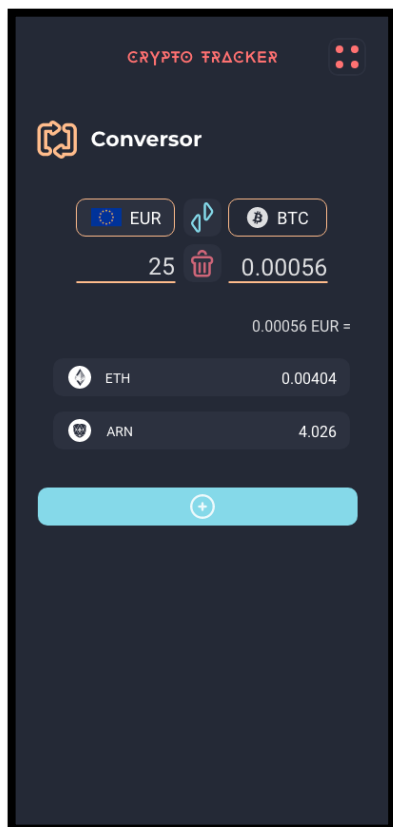 CRYPTO TRACKER
Conversor
EUR BTC
25 0.00056
0.00056 EUR =
ETH 0.00404
ARN 4.026